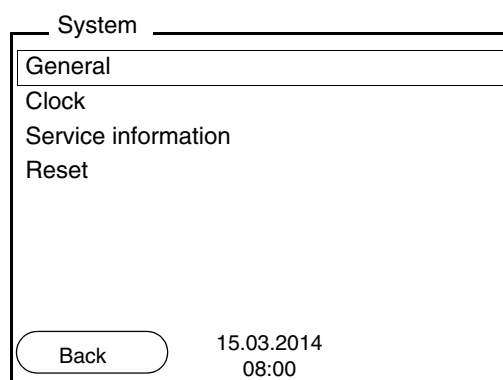 System
General
Clock
Service information
Reset
Back
15.03.2014
08:00